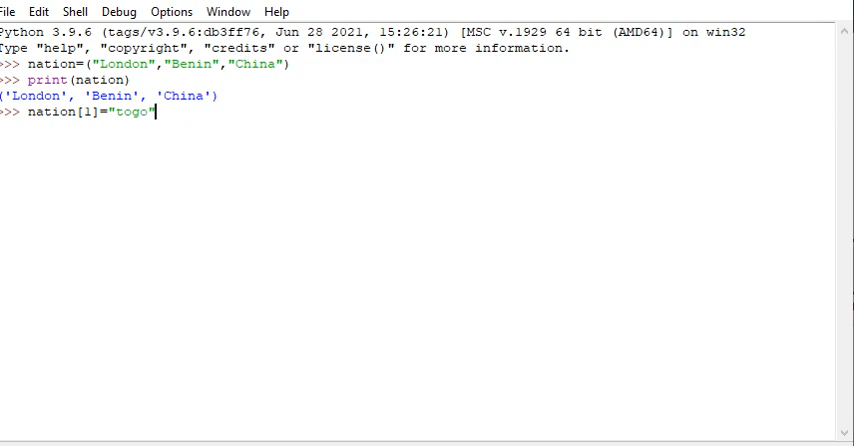 File Edit Shell Debug Options Window Help
Python 3.9.6 (tags/v3.9.6:db3ff76, Jun 28 2021, 15:26:21) [MSC v.1929 64 bit (AMD64)] on win32
Type "help", "copyright", "credits" or "license()" for more information.
>>> nation=("London","Benin","China")
>>> print(nation)
('London', 'Benin', 'China')
>>> nation[1]="togo"